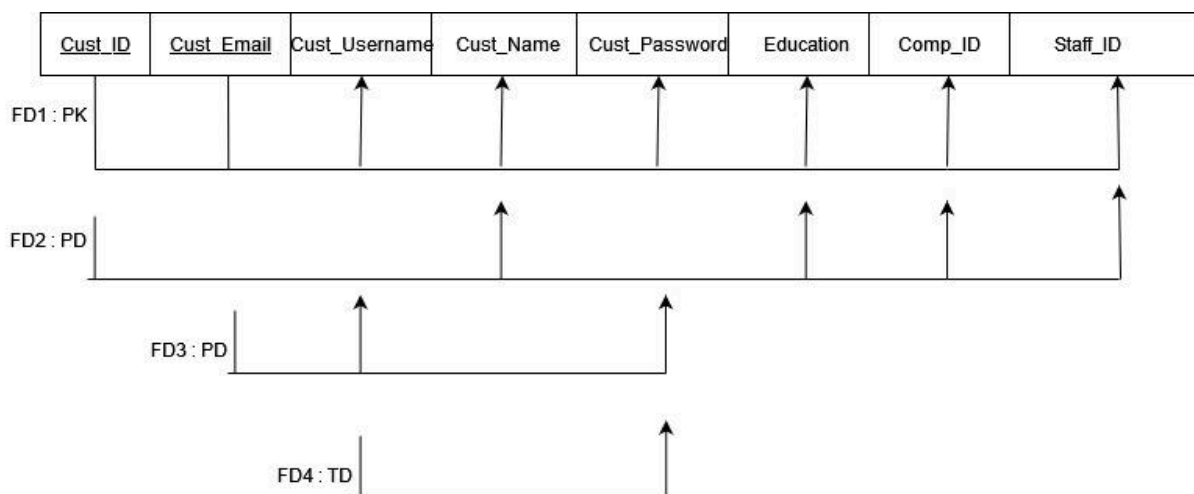 Cust_ID Cust_Email Cust_Username Cust_Name Cust_Password Education Comp_ID Staff_ID
FD1 : PK
FD2 : PD
FD3 : PD
FD4 : TD